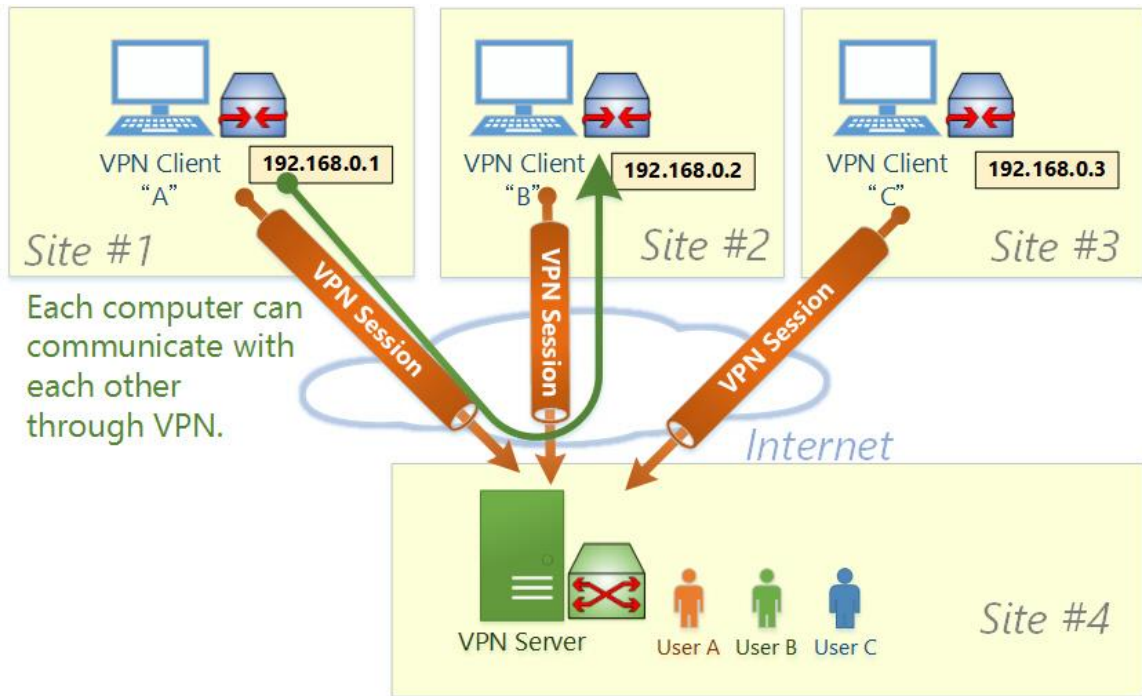 VPN Client
“A”
192.168.0.1
Site #1
VPN Client
“B”
192.168.0.2
Site #2
VPN Client
“C”
192.168.0.3
Site #3
Each computer can
communicate with
each other
through VPN.
VPN Session
VPN Session
VPN Session
Internet
VPN Server
User A
User B
User C
Site #4